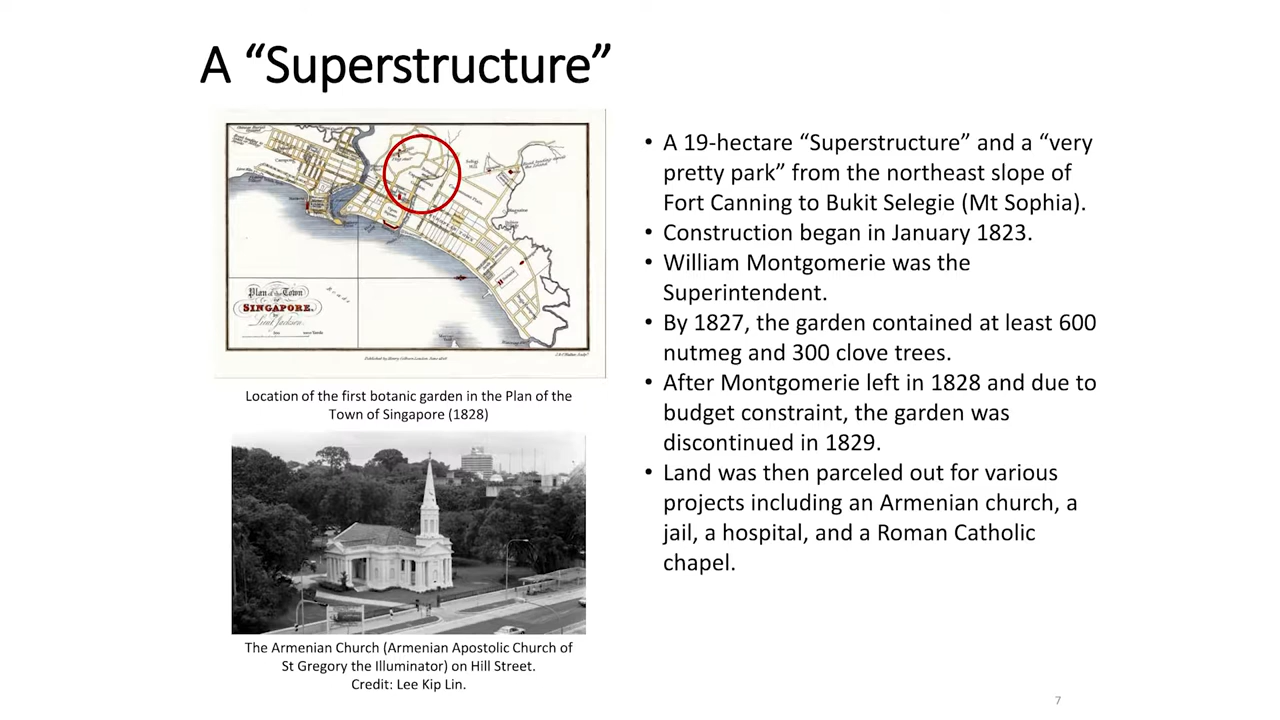 A “Superstructure”
Plan of the Town
of
SINGAPORE,
by
Lieut Jackson.
Roads
Location of the first botanic garden in the Plan of the
Town of Singapore (1828)
The Armenian Church (Armenian Apostolic Church of
St Gregory the Illuminator) on Hill Street.
Credit: Lee Kip Lin.
• A 19-hectare “Superstructure” and a “very
pretty park” from the northeast slope of
Fort Canning to Bukit Selegie (Mt Sophia).
• Construction began in January 1823.
• William Montgomerie was the
Superintendent.
• By 1827, the garden contained at least 600
nutmeg and 300 clove trees.
• After Montgomerie left in 1828 and due to
budget constraint, the garden was
discontinued in 1829.
• Land was then parceled out for various
projects including an Armenian church, a
jail, a hospital, and a Roman Catholic
chapel.
7